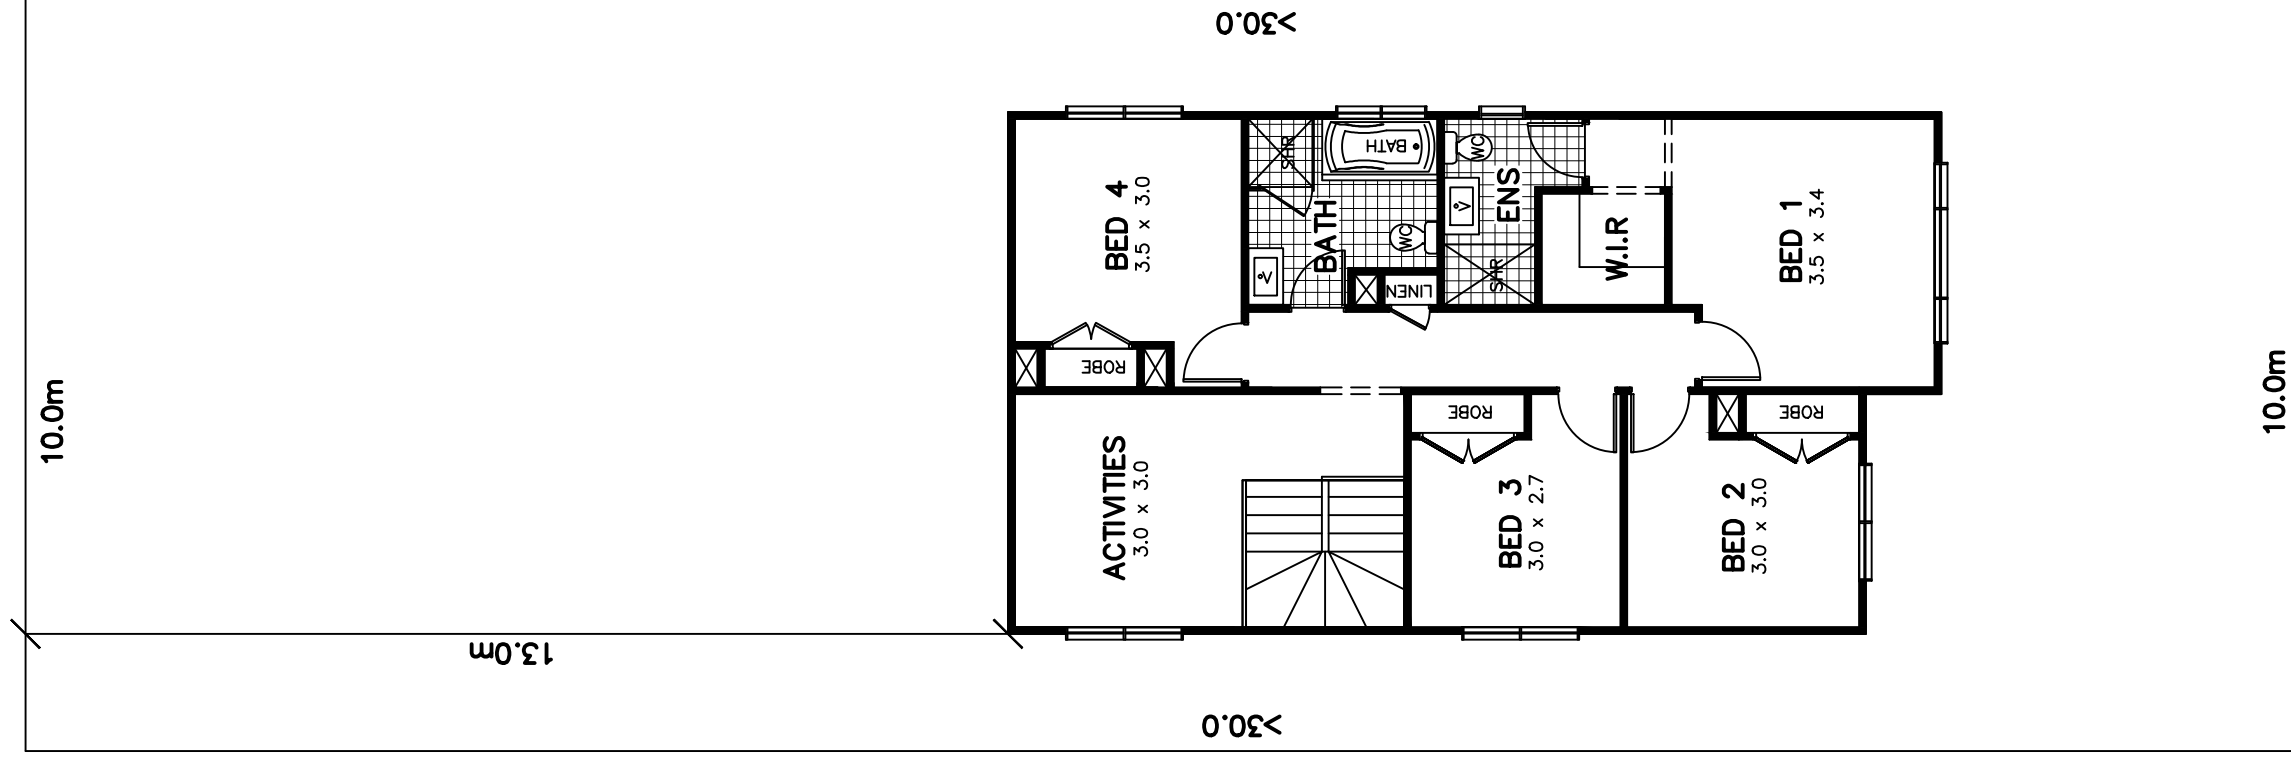 >30.0
10.0m
BED 4
3.5 x 3.0
SHR
BATH
BATH
WC
V
LINEN
WC
V
ENS
SHR
W.I.R
BED 1
3.5 x 3.4
ROBE
ACTIVITIES
3.0 x 3.0
ROBE
BED 3
3.0 x 2.7
ROBE
BED 2
3.0 x 3.0
10.0m
13.0m
>30.0